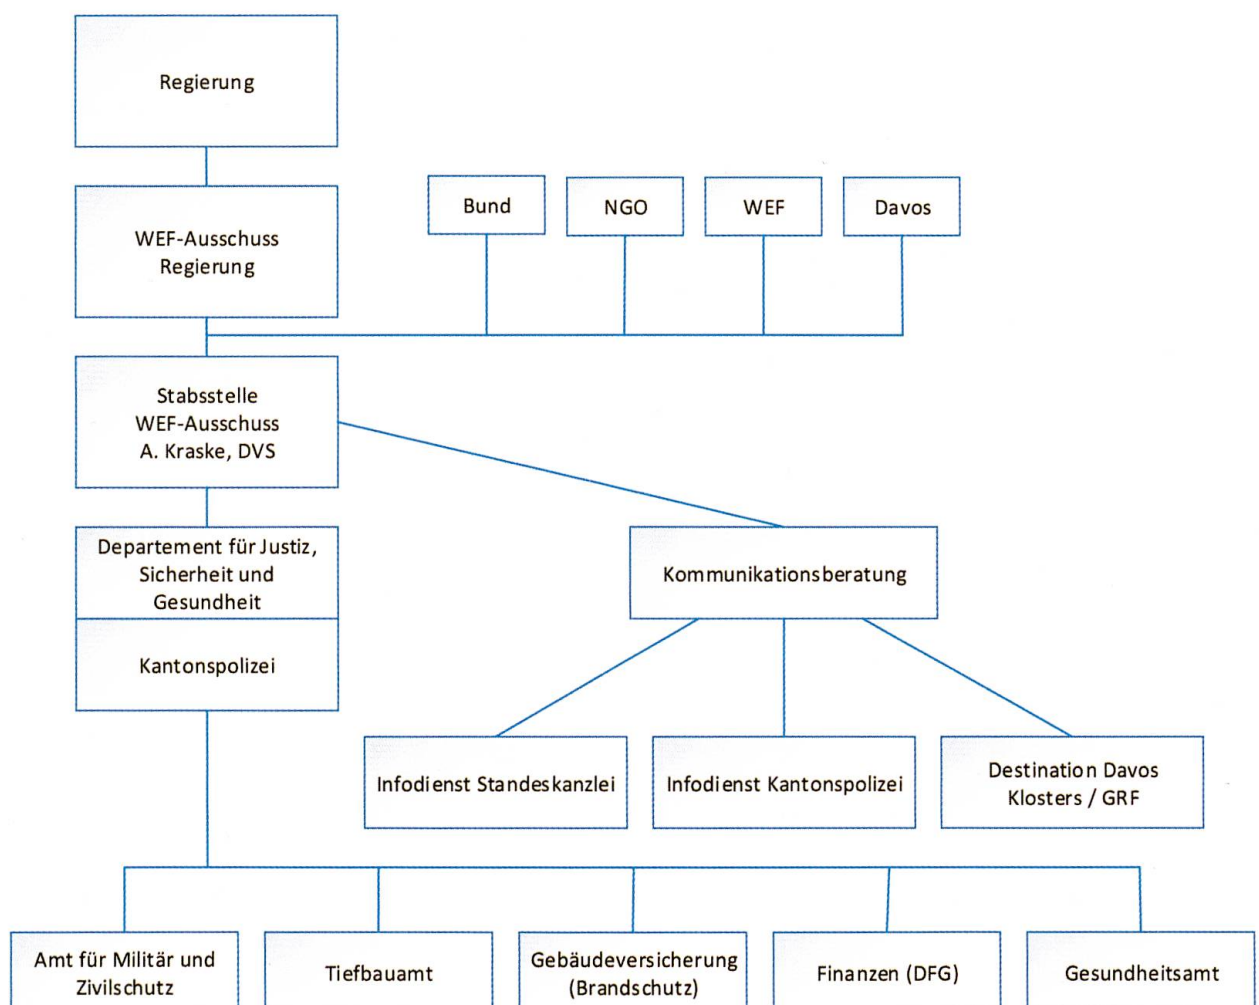 Regierung
WEF-Ausschuss
Regierung
Bund
NGO
WEF
Davos
Stabsstelle
WEF-Ausschuss
A. Kraske, DVS
Departement für Justiz,
Sicherheit und
Gesundheit
Kantonspolizei
Kommunikationsberatung
Infodienst Standeskanzlei
Infodienst Kantonspolizei
Destination Davos
Klosters / GRF
Amt für Militär und
Zivilschutz
Tiefbauamt
Gebäudeversicherung
(Brandschutz)
Finanzen (DFG)
Gesundheitsamt